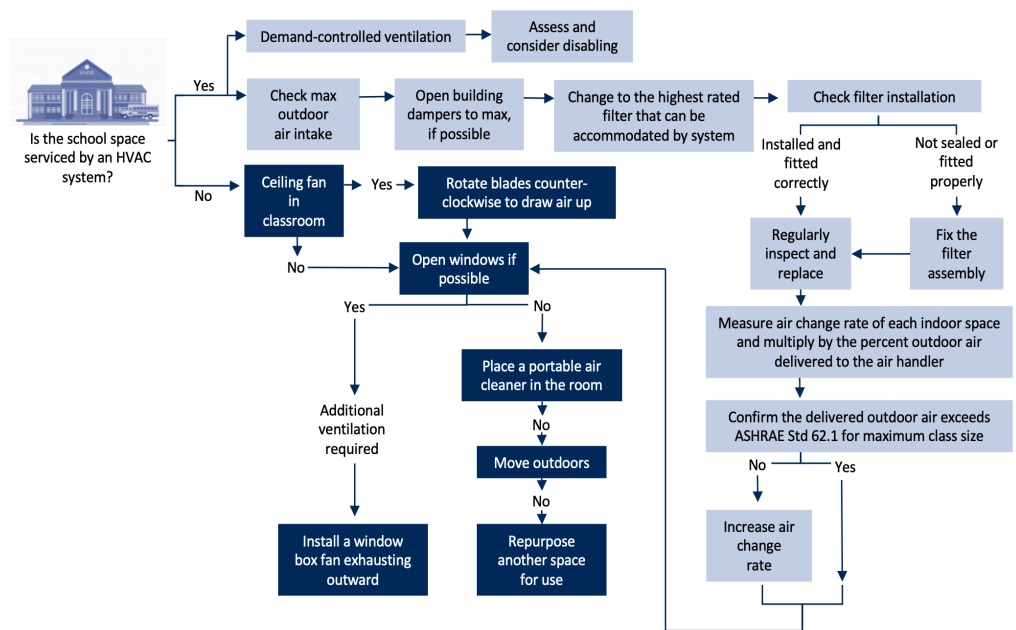 Demand-controlled ventilation
Assess and
consider disabling
Yes
Check max
outdoor
air intake
Open building
dampers to max,
if possible
Change to the highest rated
filter that can be
accommodated by system
Check filter installation
SCHOOL
Is the school space
serviced by an HVAC
system?
Installed and
fitted
correctly
Not sealed or
fitted
properly
No
Ceiling fan
in
classroom
Yes
Rotate blades counter-
clockwise to draw air up
Regularly
inspect and
replace
Fix the
filter
assembly
No
Open windows if
possible
Yes
No
Measure air change rate of each indoor space
and multiply by the percent outdoor air
delivered to the air handler
Place a portable air
cleaner in the room
Additional
ventilation
required
No
Confirm the delivered outdoor air exceeds
ASHRAE Std 62.1 for maximum class size
Move outdoors
No
Yes
No
Install a window
box fan exhausting
outward
Repurpose
another space
for use
Increase air
change
rate